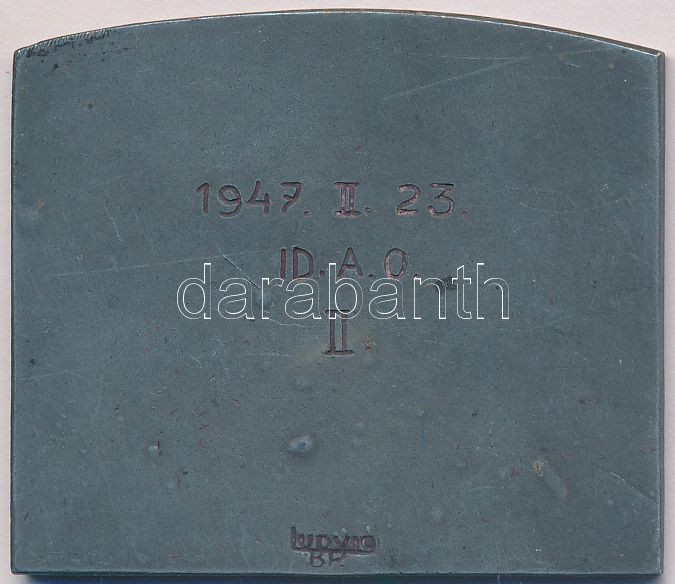 1947. II. 23.
ID. A. O.
darabanth
II
LUDVIG
BP.